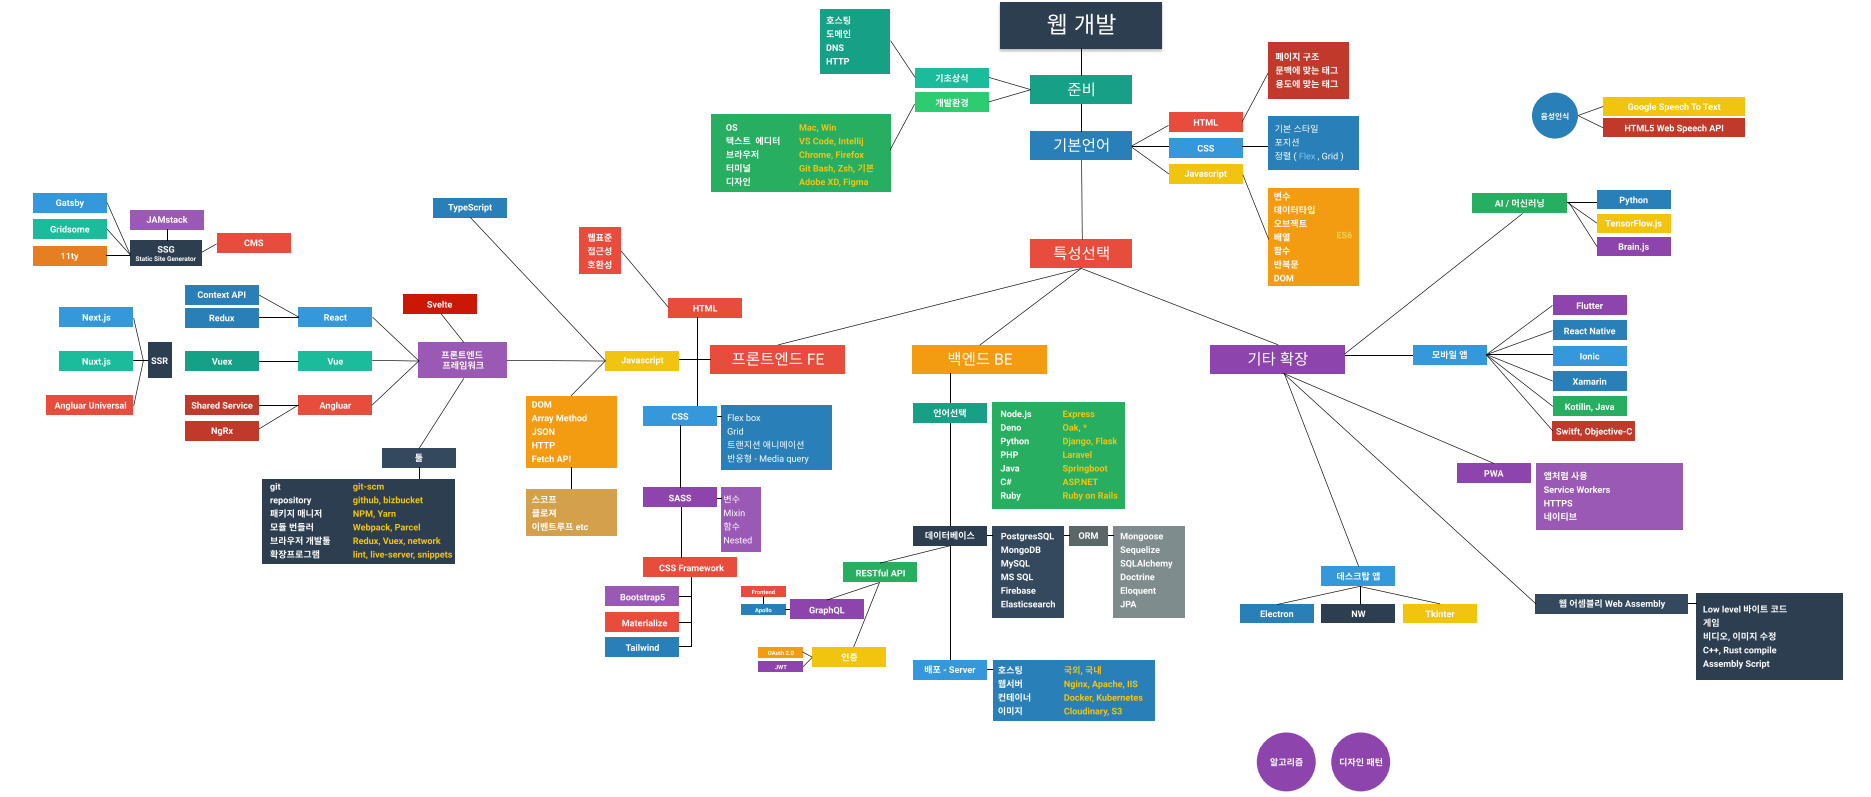 웹 개발
준비
기초상식
호스팅
도메인
DNS
HTTP
개발환경
OS Mac, Win
텍스트 에디터 VS Code, Intellij
브라우저 Chrome, Firefox
터미널 Git Bash, Zsh, 기본
디자인 Adobe XD, Figma
기본언어
HTML
페이지 구조
문맥에 맞는 태그
용도에 맞는 태그
CSS
기본 스타일
포지션
정렬 ( Flex , Grid )
Javascript
변수
데이터타입
오브젝트
배열
함수
반복문
DOM
ES6
음성인식
Google Speech To Text
HTML5 Web Speech API
특성선택
프론트엔드 FE
HTML
웹표준
접근성
호환성
Javascript
TypeScript
DOM
Array Method
JSON
HTTP
Fetch API
스코프
클로져
이벤트루프 etc
CSS
Flex box
Grid
트랜지션 애니메이션
반응형 - Media query
SASS
변수
Mixin
함수
Nested
CSS Framework
Bootstrap5
Materialize
Tailwind
프론트엔드
프레임워크
Svelte
React
Context API
Redux
Vue
Vuex
Angluar
Shared Service
NgRx
SSR
Next.js
Nuxt.js
Angluar Universal
SSG
Static Site Generator
JAMstack
CMS
Gatsby
Gridsome
11ty
툴
git git-scm
repository github, bizbucket
패키지 매니저 NPM, Yarn
모듈 번들러 Webpack, Parcel
브라우저 개발툴 Redux, Vuex, network
확장프로그램 lint, live-server, snippets
백엔드 BE
언어선택
Node.js Express
Deno Oak, *
Python Django, Flask
PHP Laravel
Java Springboot
C# ASP.NET
Ruby Ruby on Rails
데이터베이스
PostgresSQL
MongoDB
MySQL
MS SQL
Firebase
Elasticsearch
ORM
Mongoose
Sequelize
SQLAlchemy
Doctrine
Eloquent
JPA
RESTful API
GraphQL
Frontend
Apollo
인증
OAuth 2.0
JWT
배포 - Server
호스팅 국외, 국내
웹서버 Nginx, Apache, IIS
컨테이너 Docker, Kubernetes
이미지 Cloudinary, S3
기타 확장
AI / 머신러닝
Python
TensorFlow.js
Brain.js
모바일 앱
Flutter
React Native
Ionic
Xamarin
Kotilin, Java
Switft, Objective-C
PWA
앱처럼 사용
Service Workers
HTTPS
네이티브
데스크탑 앱
Electron
NW
Tkinter
웹 어셈블리 Web Assembly
Low level 바이트 코드
게임
비디오, 이미지 수정
C++, Rust compile
Assembly Script
알고리즘
디자인 패턴